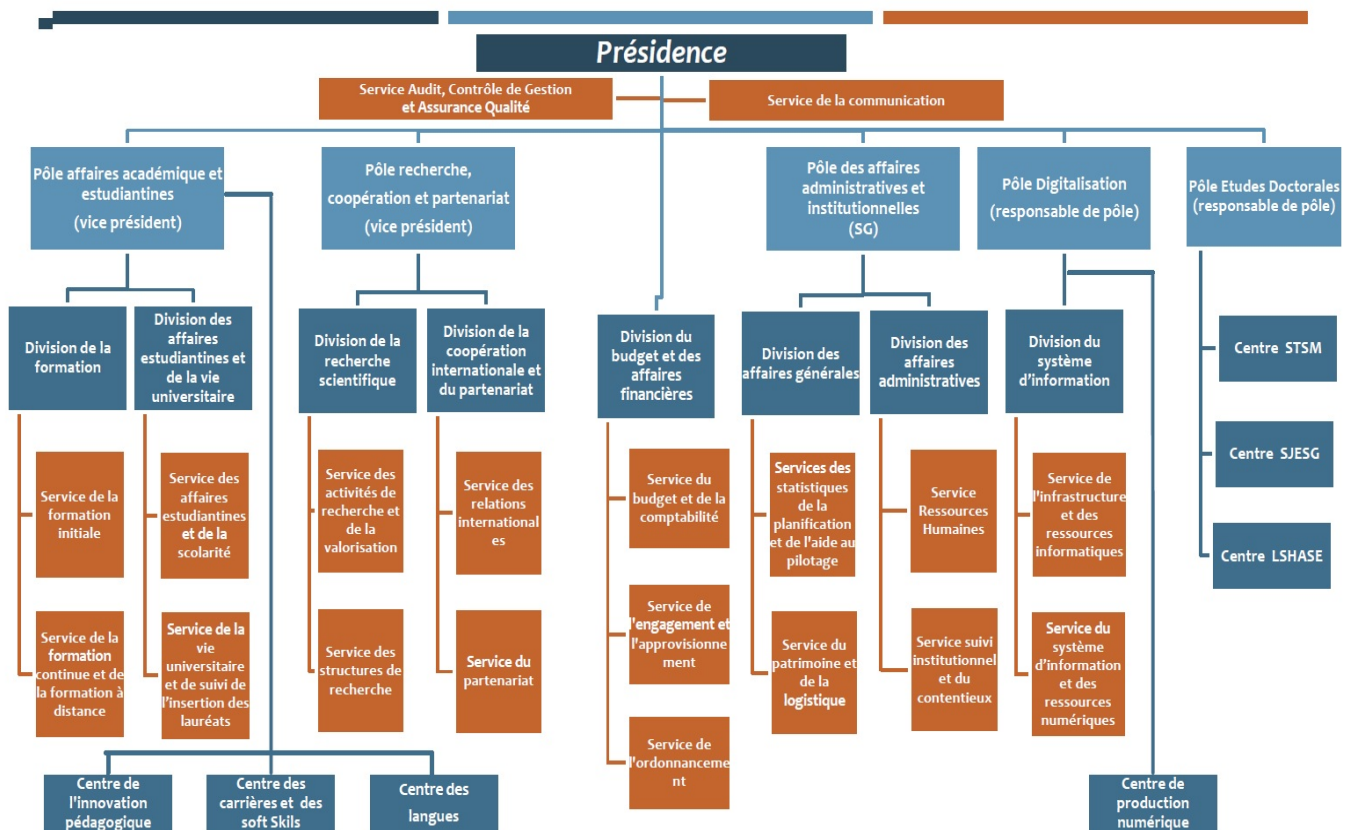 Présidence
Service Audit, Contrôle de Gestion
et Assurance Qualité
Service de la communication
Pôle affaires académique et
estudiantines
(vice président)
Pôle recherche,
coopération et partenariat
(vice président)
Pôle des affaires
administratives et
institutionnelles
(SG)
Pôle Digitalisation
(responsable de pôle)
Pôle Etudes Doctorales
(responsable de pôle)
Division de la
formation
Division des
affaires
estudiantines et
de la vie
universitaire
Division de la
recherche
scientifique
Division de la
coopération
internationale et
du partenariat
Division du
budget et des
affaires
financières
Division des
affaires générales
Division des
affaires
administratives
Division du
système
d'information
Centre STSM
Centre SJESG
Centre LSHASE
Service de la
formation
initiale
Service des
affaires
estudiantines
et de la
scolarité
Service des
activités de
recherche et
de la
valorisation
Service des
relations
international
es
Service du
budget et de la
comptabilité
Services des
statistiques
de la
planification
et de l'aide au
pilotage
Service
Ressources
Humaines
Service de
l'infrastructure
et des
ressources
informatiques
Service de la
formation
continue et de
la formation à
distance
Service de la
vie
universitaire
et de suivi de
l'insertion des
lauréats
Service des
structures de
recherche
Service du
partenariat
Service de
l'engagement et
l'approvisionne
ment
Service du
patrimoine et
de la
logistique
Service suivi
institutionnel
et du
contentieux
Service du
système
d'information
et des
ressources
numériques
Service de
l'ordonnanceme
nt
Centre de
l'innovation
pédagogique
Centre des
carrières et des
soft Skils
Centre des
langues
Centre de
production
numérique